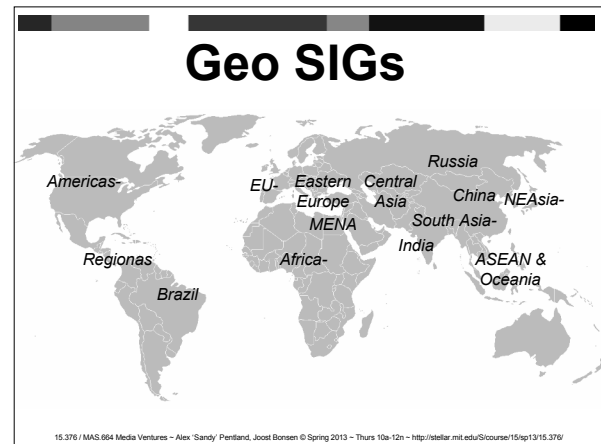 Geo SIGs
Russia
Americas-
EU-
Eastern
Europe
Central
Asia
China
NEAsia-
South Asia-
MENA
India
Regionas
Africa-
ASEAN &
Oceania
Brazil
15.376 / MAS.664 Media Ventures ~ Alex 'Sandy' Pentland, Joost Bonsen © Spring 2013 ~ Thurs 10a-12n ~ http://stellar.mit.edu/S/course/15/sp13/15.376/